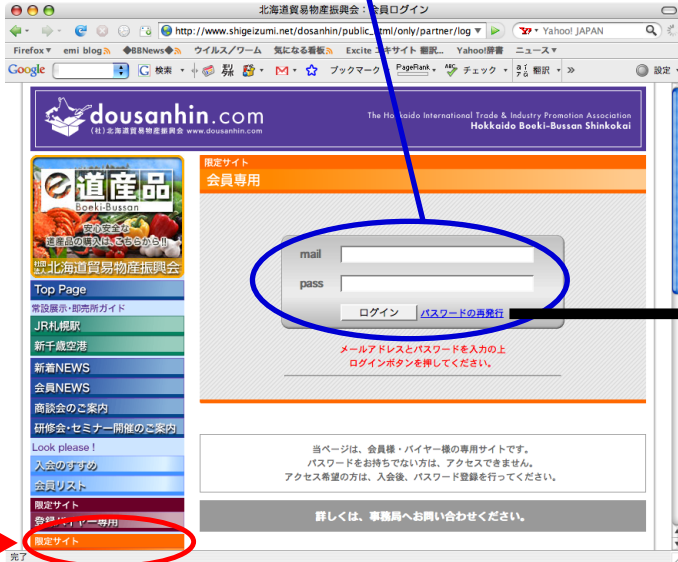 北海道貿易物産振興会：会員ログイン
http://www.shigeizumi.net/dosanhin/public_html/only/partner/log
Yahoo! JAPAN
Firefox emi blog ◆BBNews◆ ウイルス/ワーム 気になる看板 Excite エキサイト 翻訳... Yahoo!辞書 ニュース
Google 検索 ブックマーク PageRank チェック 翻訳 » 設定
dousanhin.com
(社)北海道貿易物産振興会 www.dousanhin.com
The Hokkaido International Trade & Industry Promotion Association
Hokkaido Boeki-Bussan Shinkokai
道産品
Boeki-Bussan
安心安全な
道産品の購入は、こちらから!!
社団法人北海道貿易物産振興会
Top Page
常設展示・即売所ガイド
JR札幌駅
新千歳空港
新着NEWS
会員NEWS
商談会のご案内
研修会・セミナー開催のご案内
Look please !
入会のすすめ
会員リスト
限定サイト
登録バイヤー専用
限定サイト
限定サイト
会員専用
mail
pass
ログイン パスワードの再発行
メールアドレスとパスワードを入力の上
ログインボタンを押してください。
当ページは、会員様・バイヤー様の専用サイトです。
パスワードをお持ちでない方は、アクセスできません。
アクセス希望の方は、入会後、パスワード登録を行ってください。
詳しくは、事務局へお問い合わせください。
完了